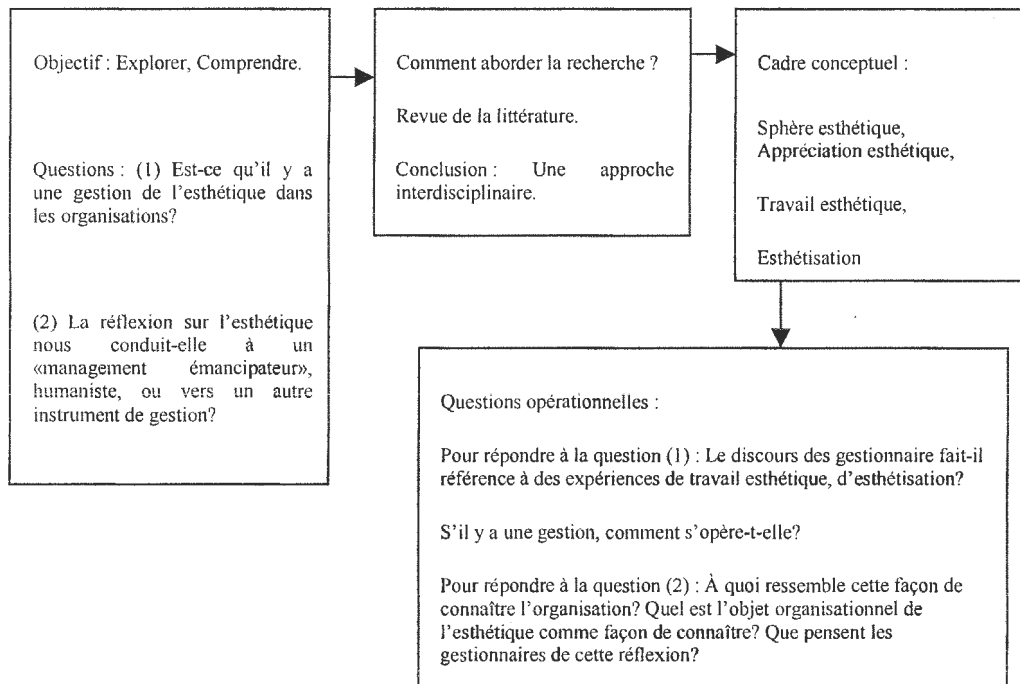 Objectif : Explorer, Comprendre.
Questions : (1) Est-ce qu'il y a
une gestion de l'esthétique dans
les organisations?
(2) La réflexion sur l'esthétique
nous conduit-elle à un
«management émancipateur»,
humaniste, ou vers un autre
instrument de gestion?
Comment aborder la recherche ?
Revue de la littérature.
Conclusion : Une approche
interdisciplinaire.
Cadre conceptuel :
Sphère esthétique,
Appréciation esthétique,
Travail esthétique,
Esthétisation
Questions opérationnelles :
Pour répondre à la question (1) : Le discours des gestionnaire fait-il
référence à des expériences de travail esthétique, d'esthétisation?
S'il y a une gestion, comment s'opère-t-elle?
Pour répondre à la question (2) : À quoi ressemble cette façon de
connaître l'organisation? Quel est l'objet organisationnel de
l'esthétique comme façon de connaître? Que pensent les
gestionnaires de cette réflexion?